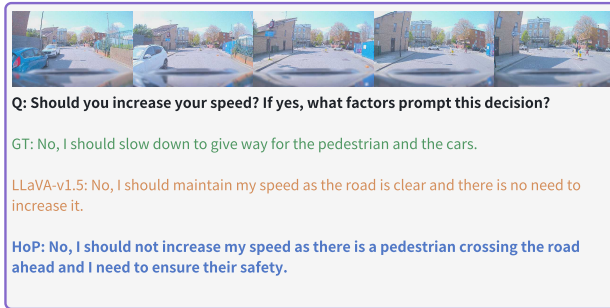 Q: Should you increase your speed? If yes, what factors prompt this decision?
GT: No, I should slow down to give way for the pedestrian and the cars.
LLaVA-v1.5: No, I should maintain my speed as the road is clear and there is no need to
increase it.
HoP: No, I should not increase my speed as there is a pedestrian crossing the road
ahead and I need to ensure their safety.